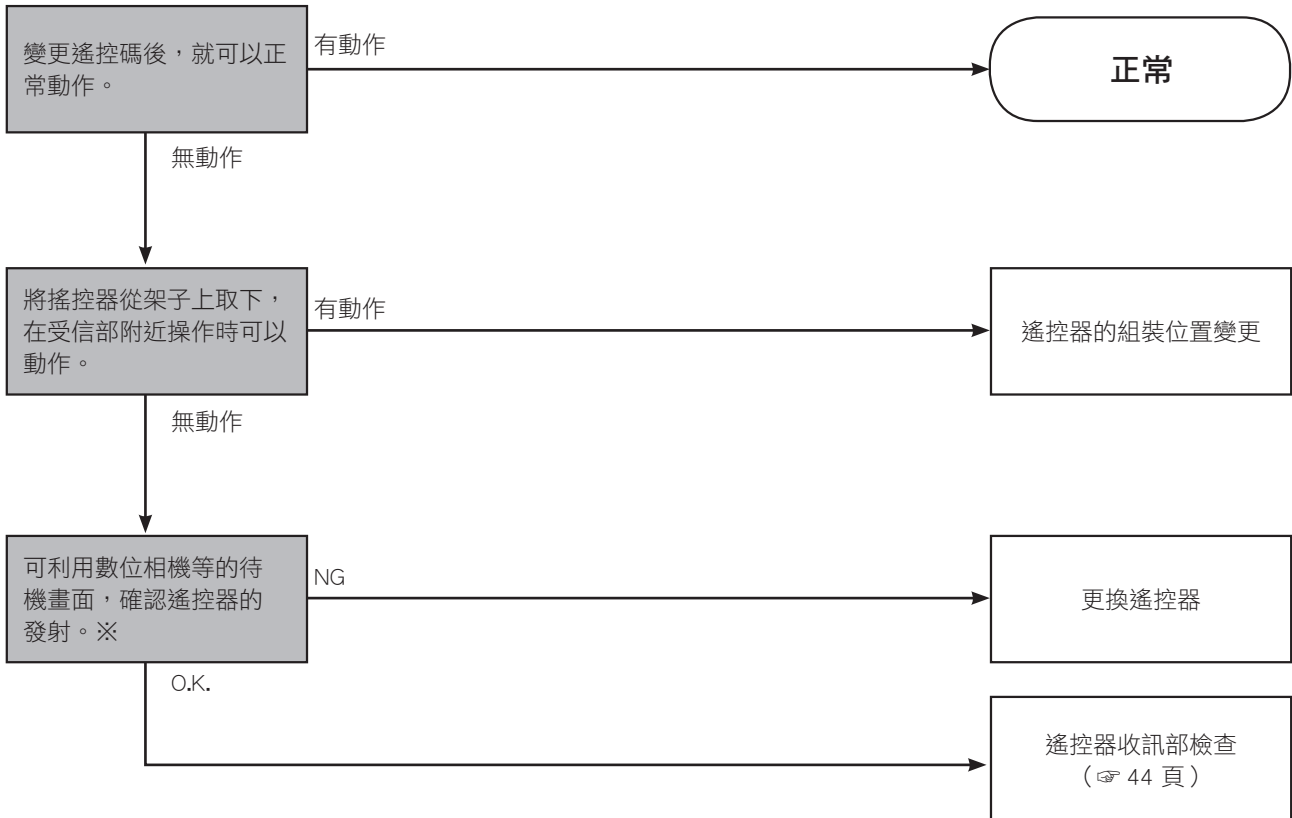 變更遙控碼後，就可以正
常動作。
有動作
正常
無動作
將搖控器從架子上取下，
在受信部附近操作時可以
動作。
有動作
遙控器的組裝位置變更
無動作
可利用數位相機等的待
機畫面，確認遙控器的
發射。※
NG
更換遙控器
O.K.
遙控器收訊部檢查
（☞ 44 頁）